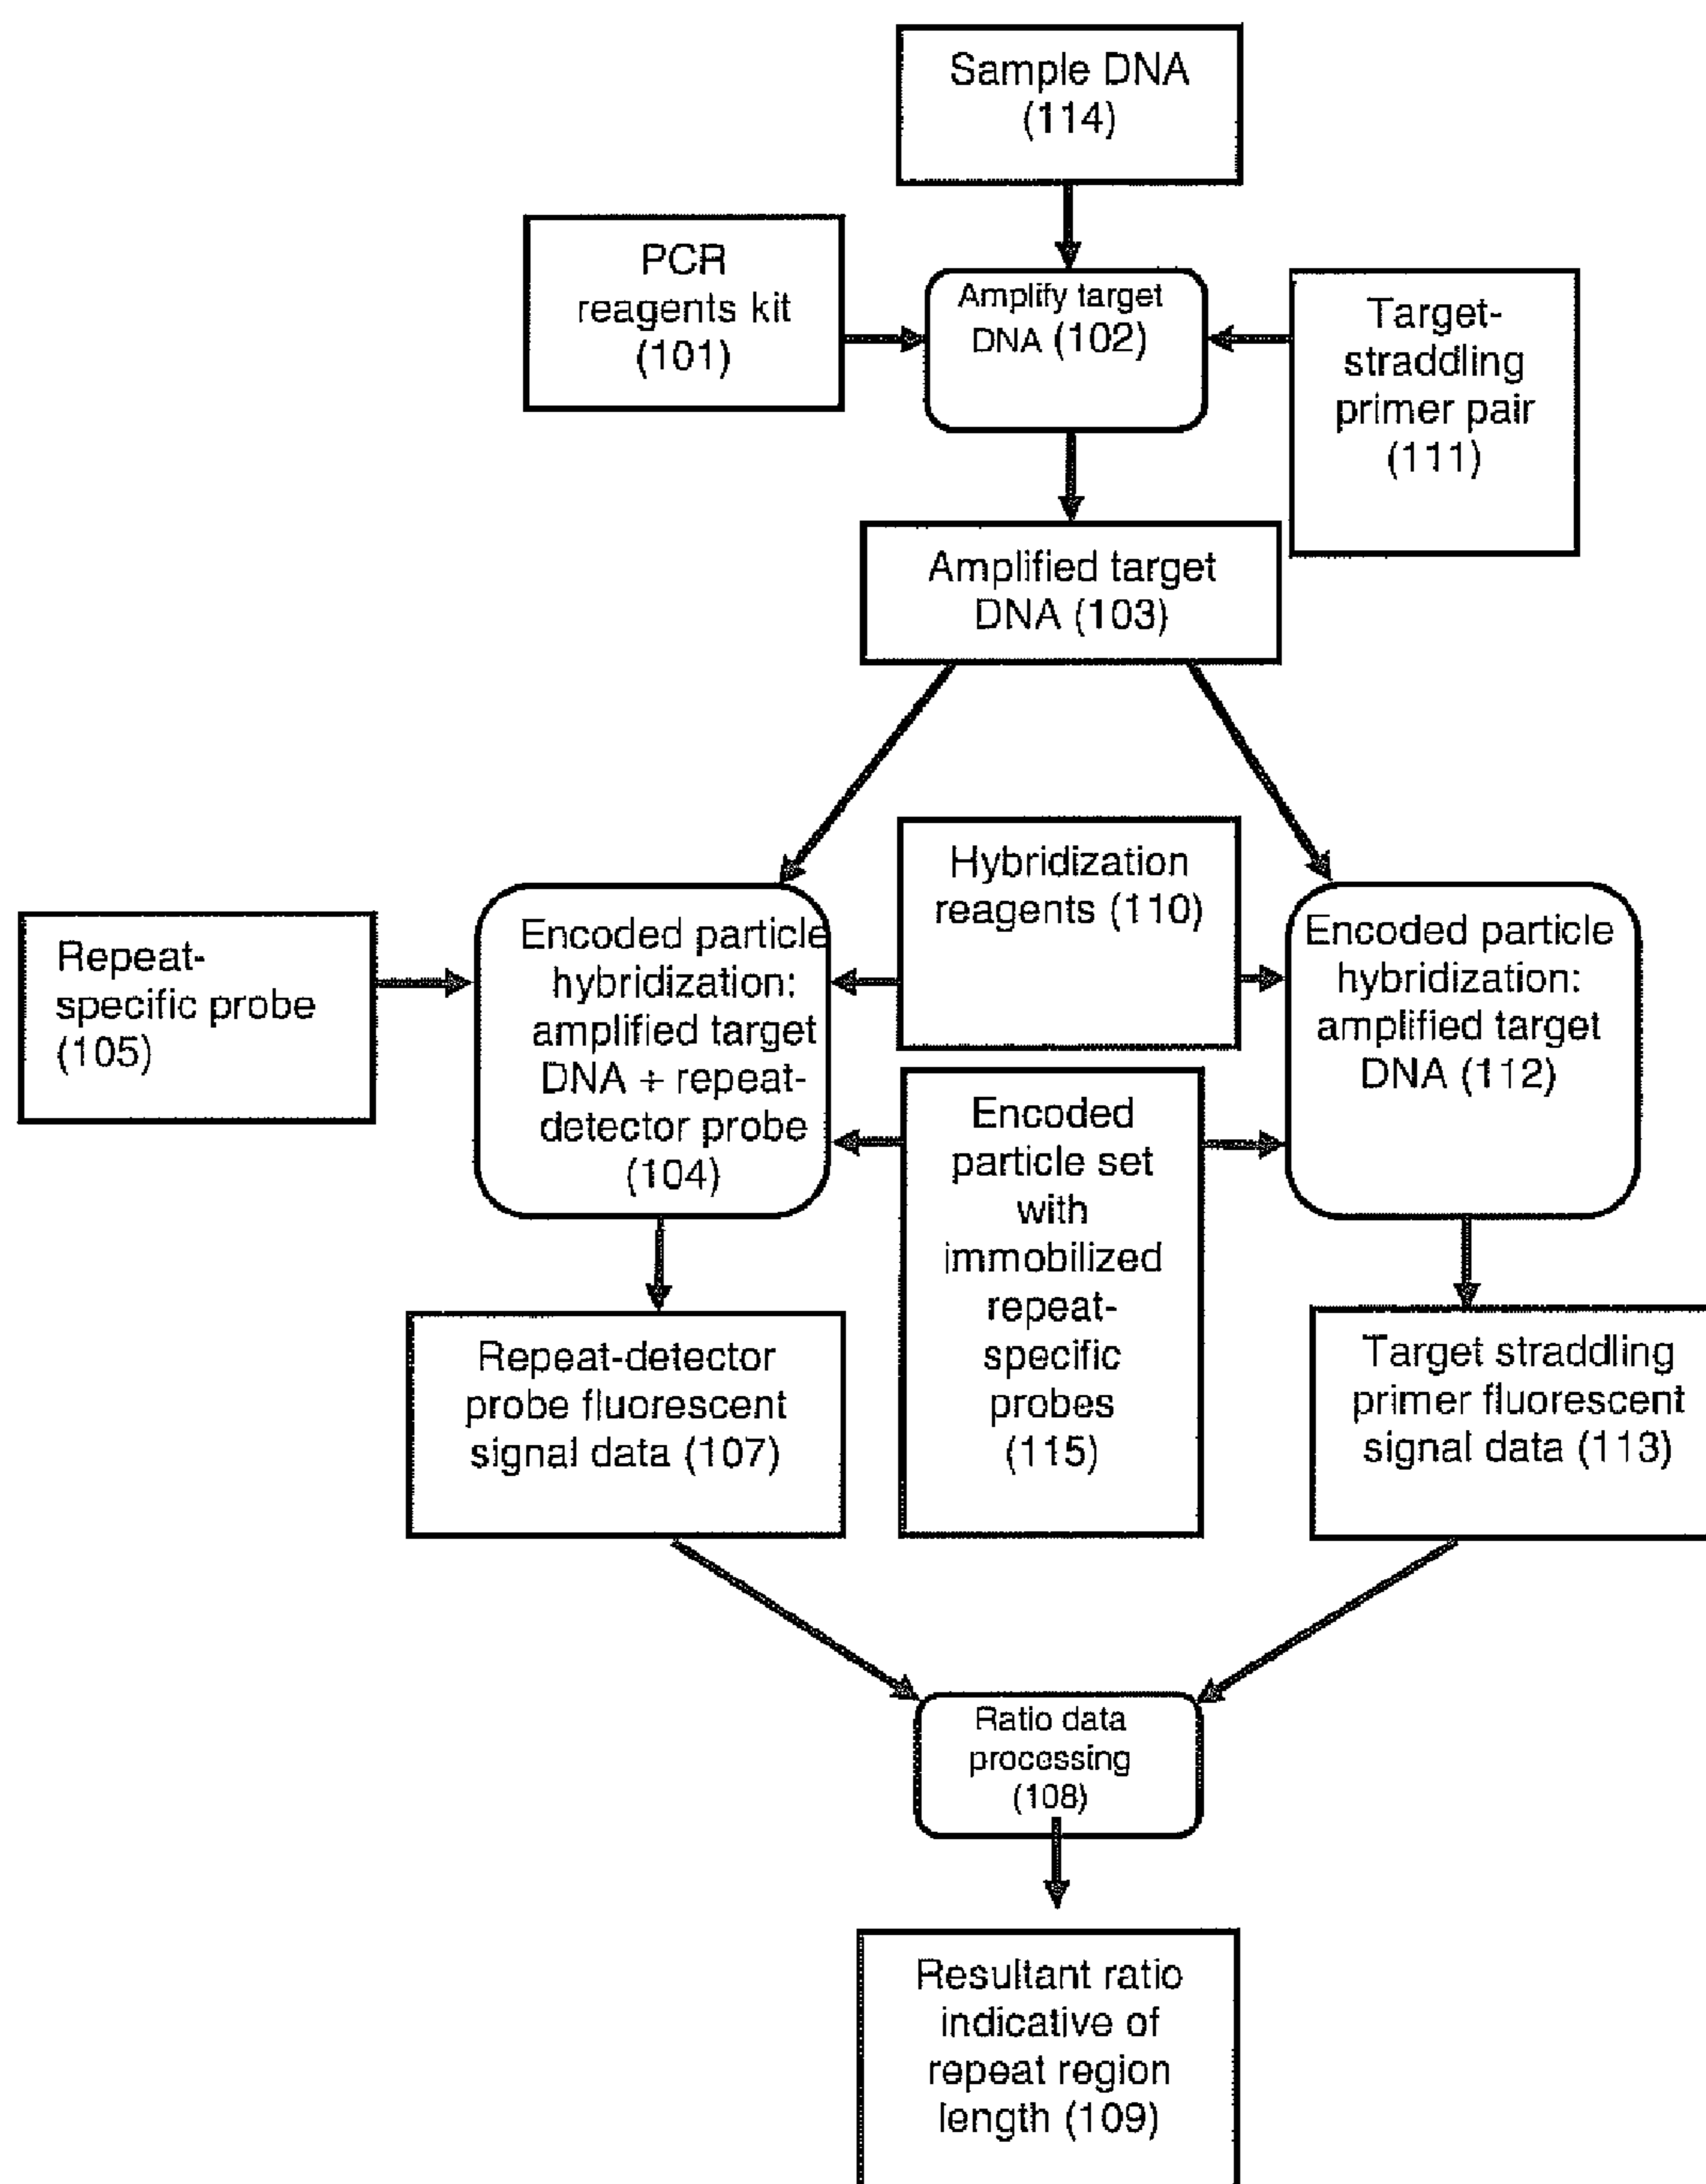 Sample DNA
(114)
PCR
reagents kit
(101)
Amplify target
DNA (102)
Target-
straddling
primer pair
(111)
Amplified target
DNA (103)
Repeat-
specific probe
(105)
Encoded particle
hybridization:
amplified target
DNA + repeat-
detector probe
(104)
Hybridization
reagents (110)
Encoded particle
hybridization:
amplified target
DNA (112)
Encoded
particle set
with
immobilized
repeat-
specific
probes
(115)
Repeat-detector
probe fluorescent
signal data (107)
Target straddling
primer fluorescent
signal data (113)
Ratio data
processing
(108)
Resultant ratio
indicative of
repeat region
length (109)